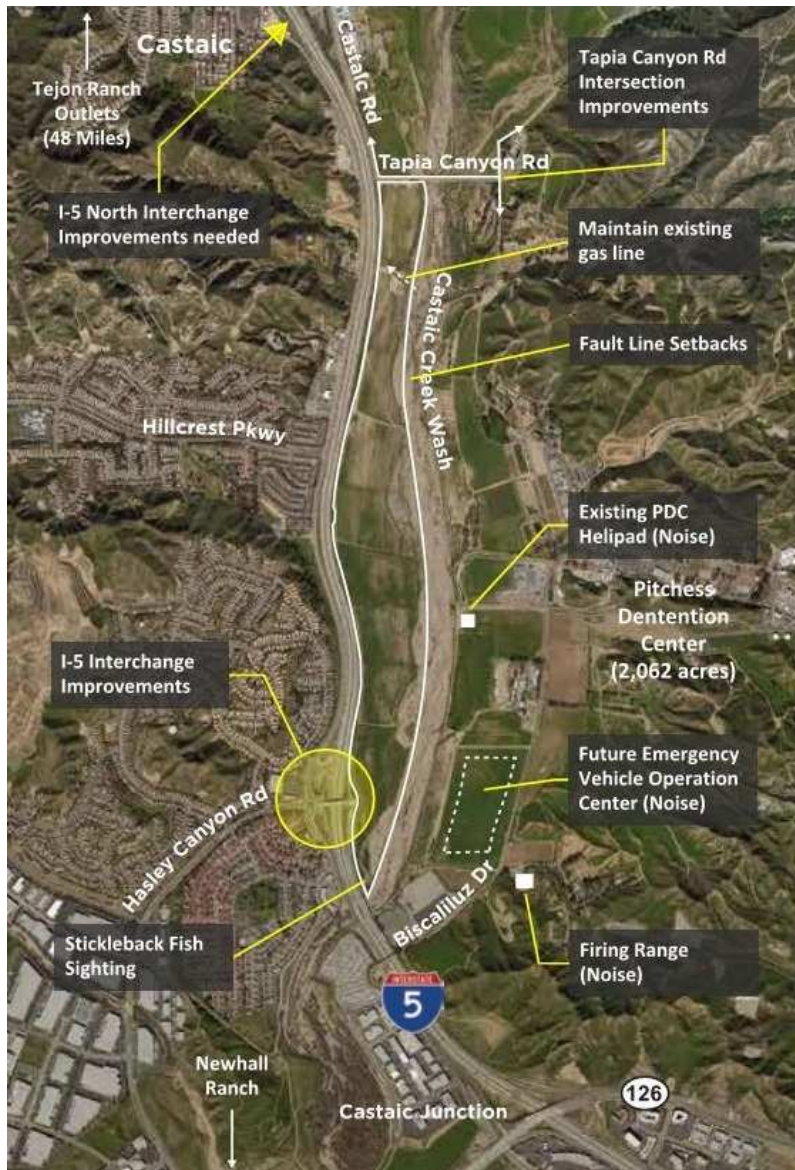 Castaic
Castaic Rd
Tapia Canyon Rd
Intersection
Improvements
Tejon Ranch
Outlets
(48 Miles)
Tapia Canyon Rd
I-5 North Interchange
Improvements needed
Maintain existing
gas line
Castaic Creek Wash
Fault Line Setbacks
Hillcrest Pkwy
Existing PDC
Helipad (Noise)
Pitchess
Dentention
Center
(2,062 acres)
I-5 Interchange
Improvements
Future Emergency
Vehicle Operation
Center (Noise)
Hasley Canyon Rd
Biscaliluz Dr
Stickleback Fish
Sighting
Firing Range
(Noise)
INTERSTATE
5
Newhall
Ranch
126
Castaic Junction